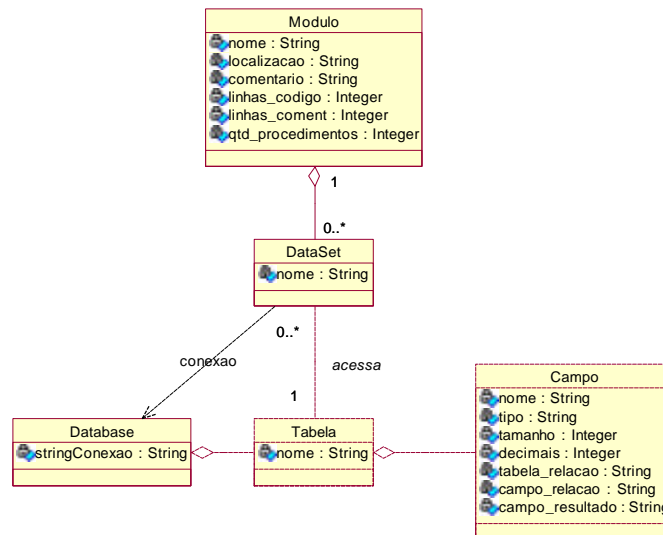 Modulo
nome : String
localizacao : String
comentario : String
linhas_codigo : Integer
linhas_coment : Integer
qtd_procedimentos : Integer
1
0..*
DataSet
nome : String
0..*
conexao
acessa
1
Database
stringConexao : String
Tabela
nome : String
Campo
nome : String
tipo : String
tamanho : Integer
decimais : Integer
tabela_relacao : String
campo_relacao : String
campo_resultado : String